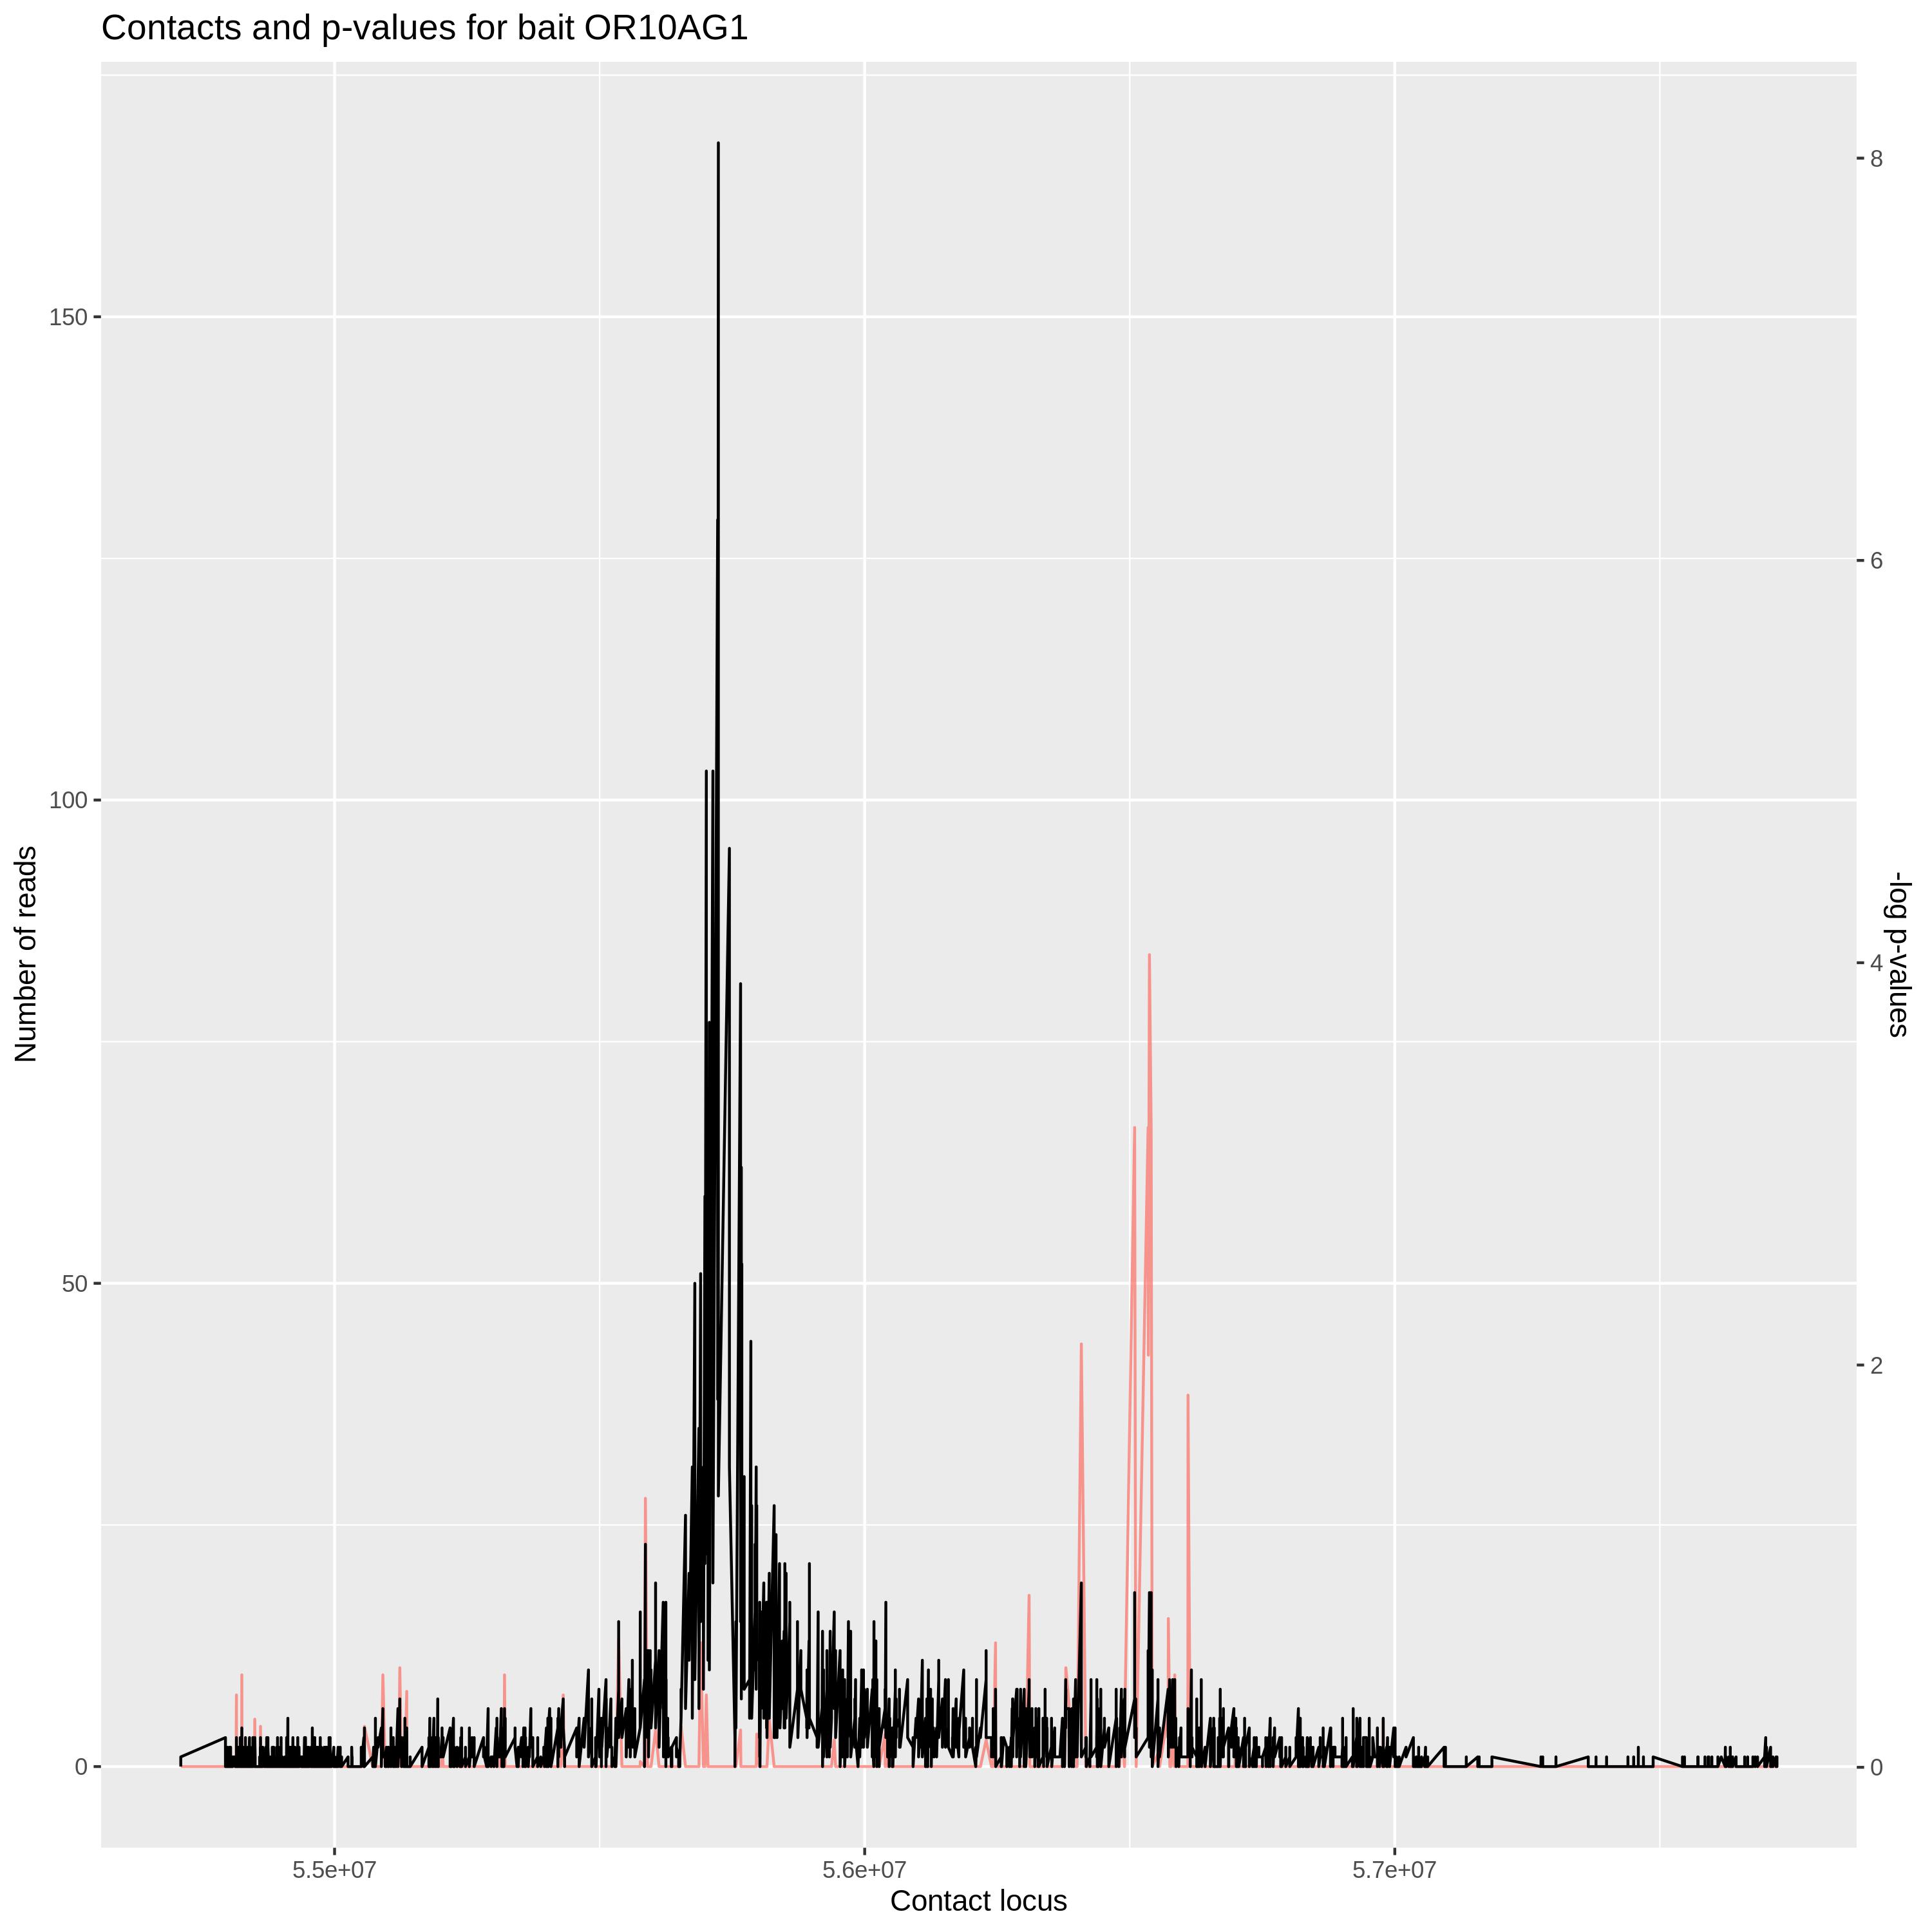 Contacts and p-values for bait OR10AG1
150
100
50
0
Number of reads
8
6
4
2
0
-log p-values
5.5e+07
5.6e+07
5.7e+07
Contact locus